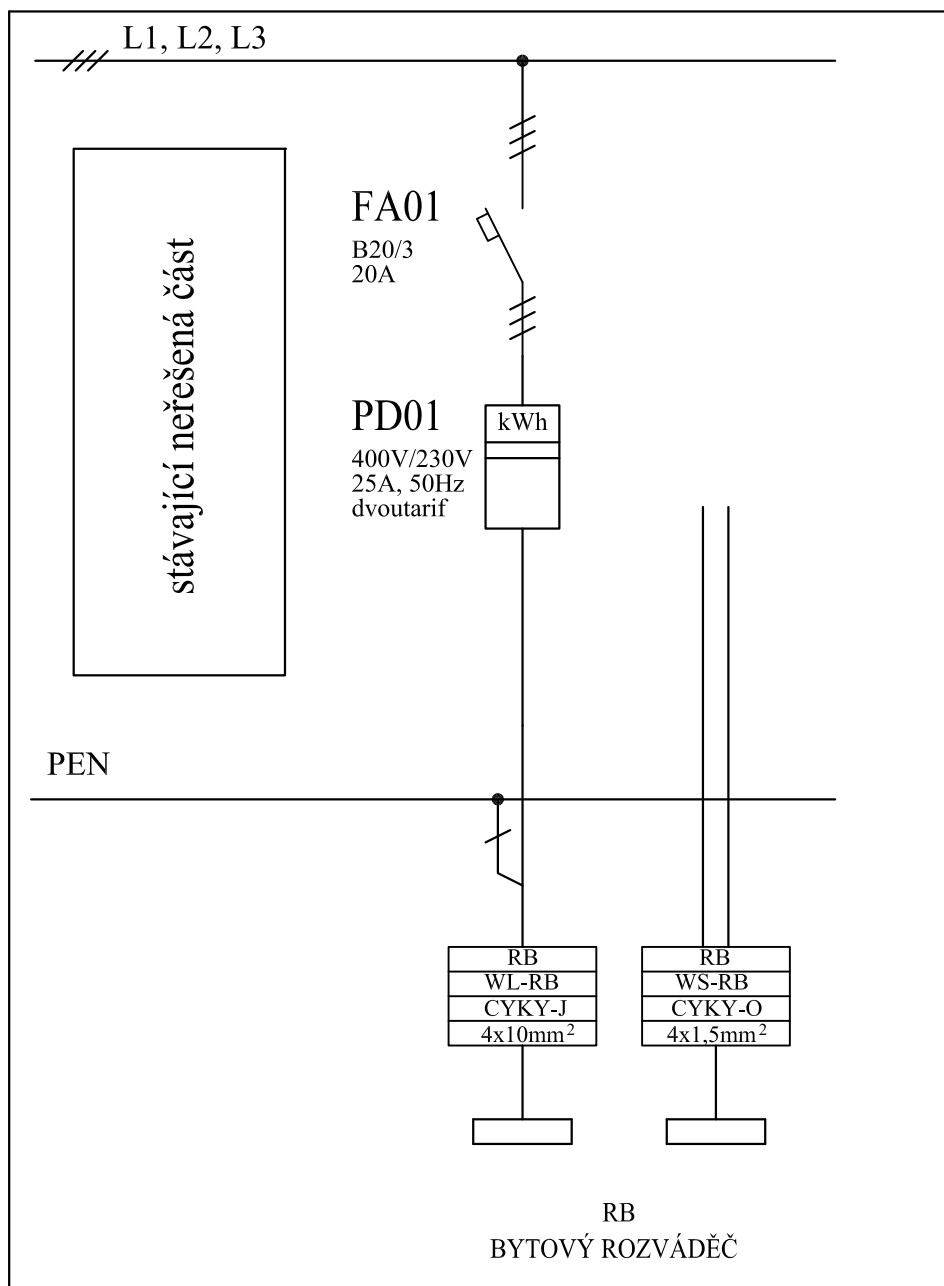 L1, L2, L3
stávající neřešená část
FA01
B20/3
20A
PD01
400V/230V
25A, 50Hz
dvoutarif
kWh
PEN
RB
WL-RB
CYKY-J
4x10mm²
RB
WS-RB
CYKY-O
4x1,5mm²
RB
BYTOVÝ ROZVÁDĚČ